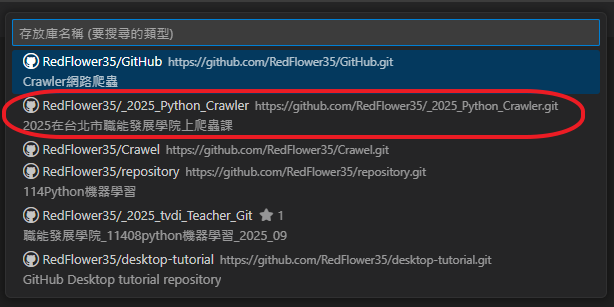 存放庫名稱 (要搜尋的類型)
RedFlower35/GitHub https://github.com/RedFlower35/GitHub.git
Crawler網路爬蟲
RedFlower35/_2025_Python_Crawler https://github.com/RedFlower35/_2025_Python_Crawler.git
2025在台北市職能發展學院上爬蟲課
RedFlower35/Crawel https://github.com/RedFlower35/Crawel.git
RedFlower35/repository https://github.com/RedFlower35/repository.git
114Python機器學習
RedFlower35/_2025_tvdi_Teacher_Git ★ 1
職能發展學院_11408python機器學習_2025_09
RedFlower35/desktop-tutorial https://github.com/RedFlower35/desktop-tutorial.git
GitHub Desktop tutorial repository